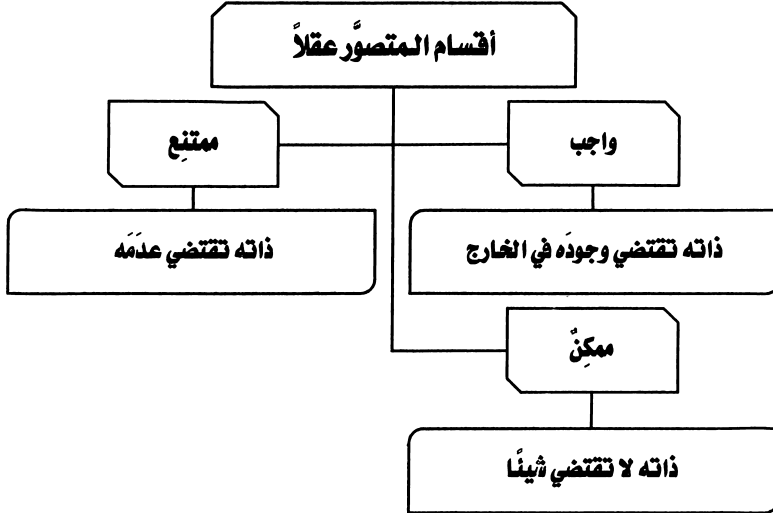 أقسام المتصوَّر عقلاً
واجب
ممتنِع
ذاته تقتضي وجودَه في الخارج
ذاته تقتضي عدَمَه
ممكِنٌ
ذاته لا تقتضي شيئًا